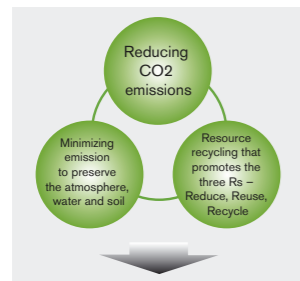 Reducing
CO2
emissions
Minimizing
emission
to preserve
the atmosphere,
water and soil
Resource
recycling that
promotes the
three Rs –
Reduce, Reuse,
Recycle